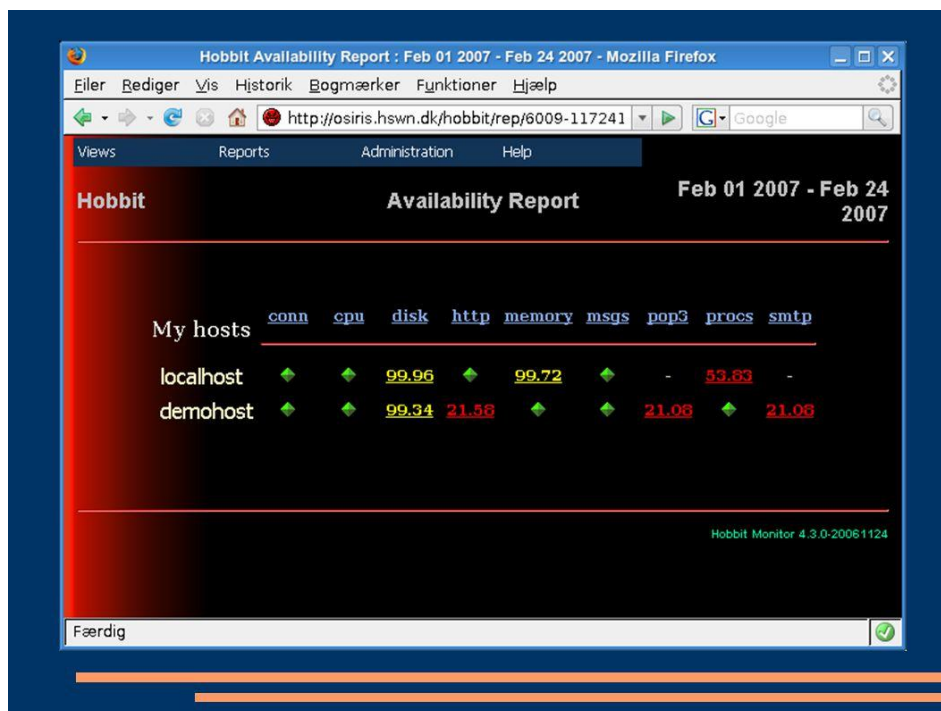 Hobbit Availability Report : Feb 01 2007 - Feb 24 2007 - Mozilla Firefox
Filer Rediger Vis Historik Bogmærker Funktioner Hjælp
http://osiris.hswn.dk/hobbit/rep/6009-117241 G Google
Views Reports Administration Help
Hobbit Availability Report Feb 01 2007 - Feb 24
2007
My hosts conn cpu disk http memory msgs pop3 procs smtp
localhost 99.96 99.72 - 53.83 -
demohost 99.34 21.58 21.08 21.08
Hobbit Monitor 4.3.0-20061124
Færdig